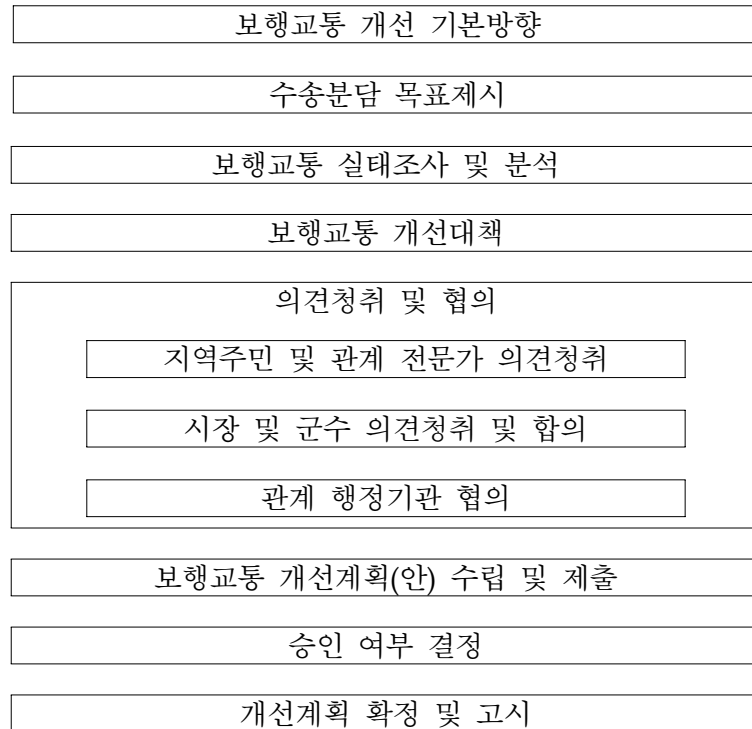 보행교통 개선 기본방향
수송분담 목표제시
보행교통 실태조사 및 분석
보행교통 개선대책
의견청취 및 협의
지역주민 및 관계 전문가 의견청취
시장 및 군수 의견청취 및 합의
관계 행정기관 협의
보행교통 개선계획(안) 수립 및 제출
승인 여부 결정
개선계획 확정 및 고시